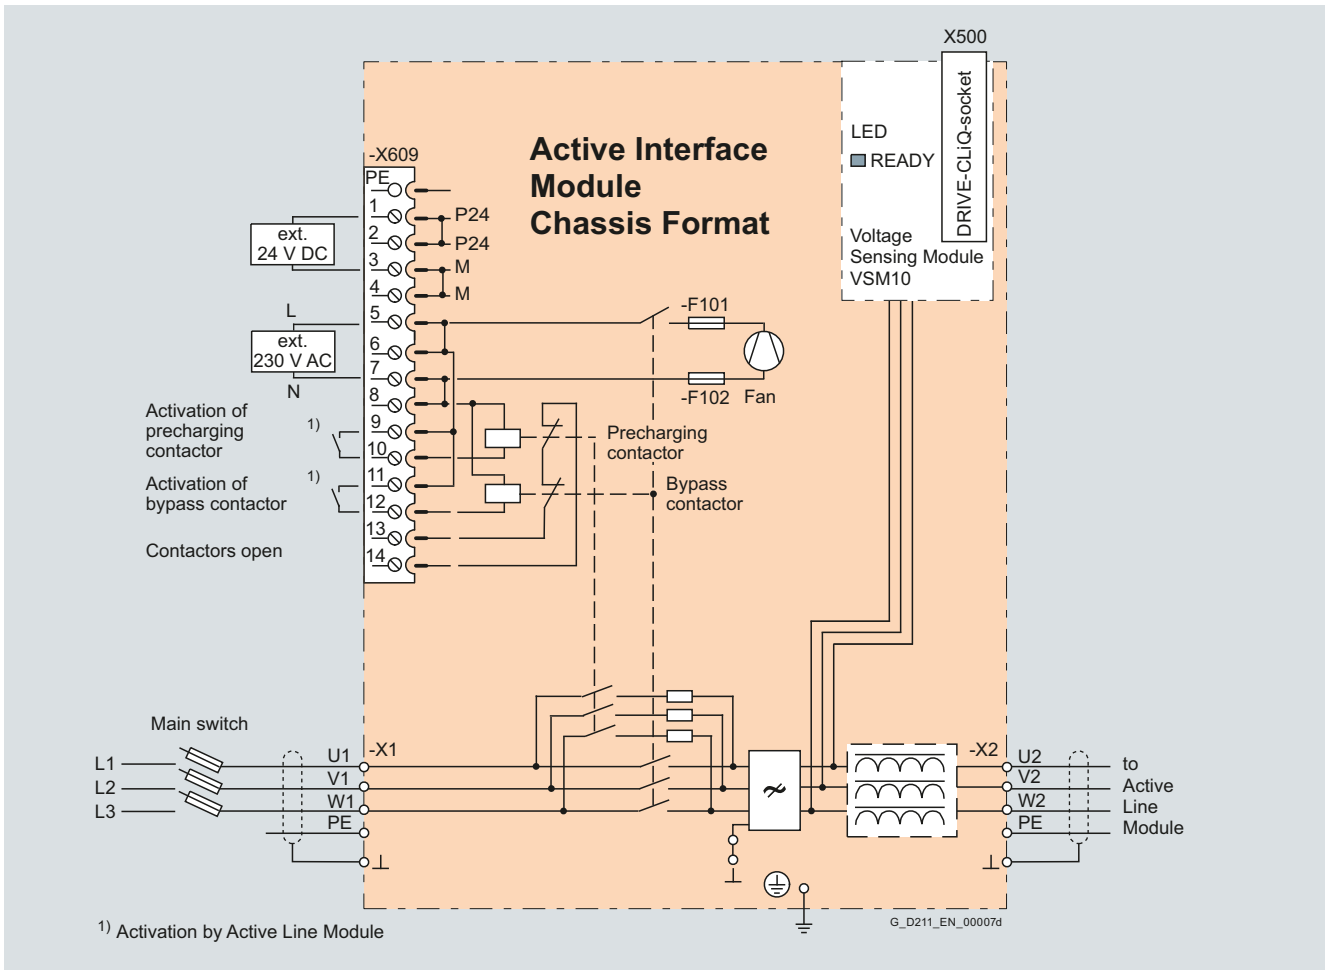 X500
DRIVE-CLiQ-socket
LED
READY
Voltage
Sensing Module
VSM10
Active Interface
Module
Chassis Format
-X609
PE
1
P24
2
P24
3
M
4
M
5
6
7
8
9
10
11
12
13
14
ext.
24 V DC
L
ext.
230 V AC
N
-F101
-F102
Fan
Activation of
precharging
contactor
1)
Activation of
bypass contactor
1)
Contactors open
Precharging
contactor
Bypass
contactor
Main switch
L1
L2
L3
U1
V1
W1
PE
-X1
-X2
U2
V2
W2
PE
to
Active
Line
Module
G_D211_EN_00007d
1) Activation by Active Line Module